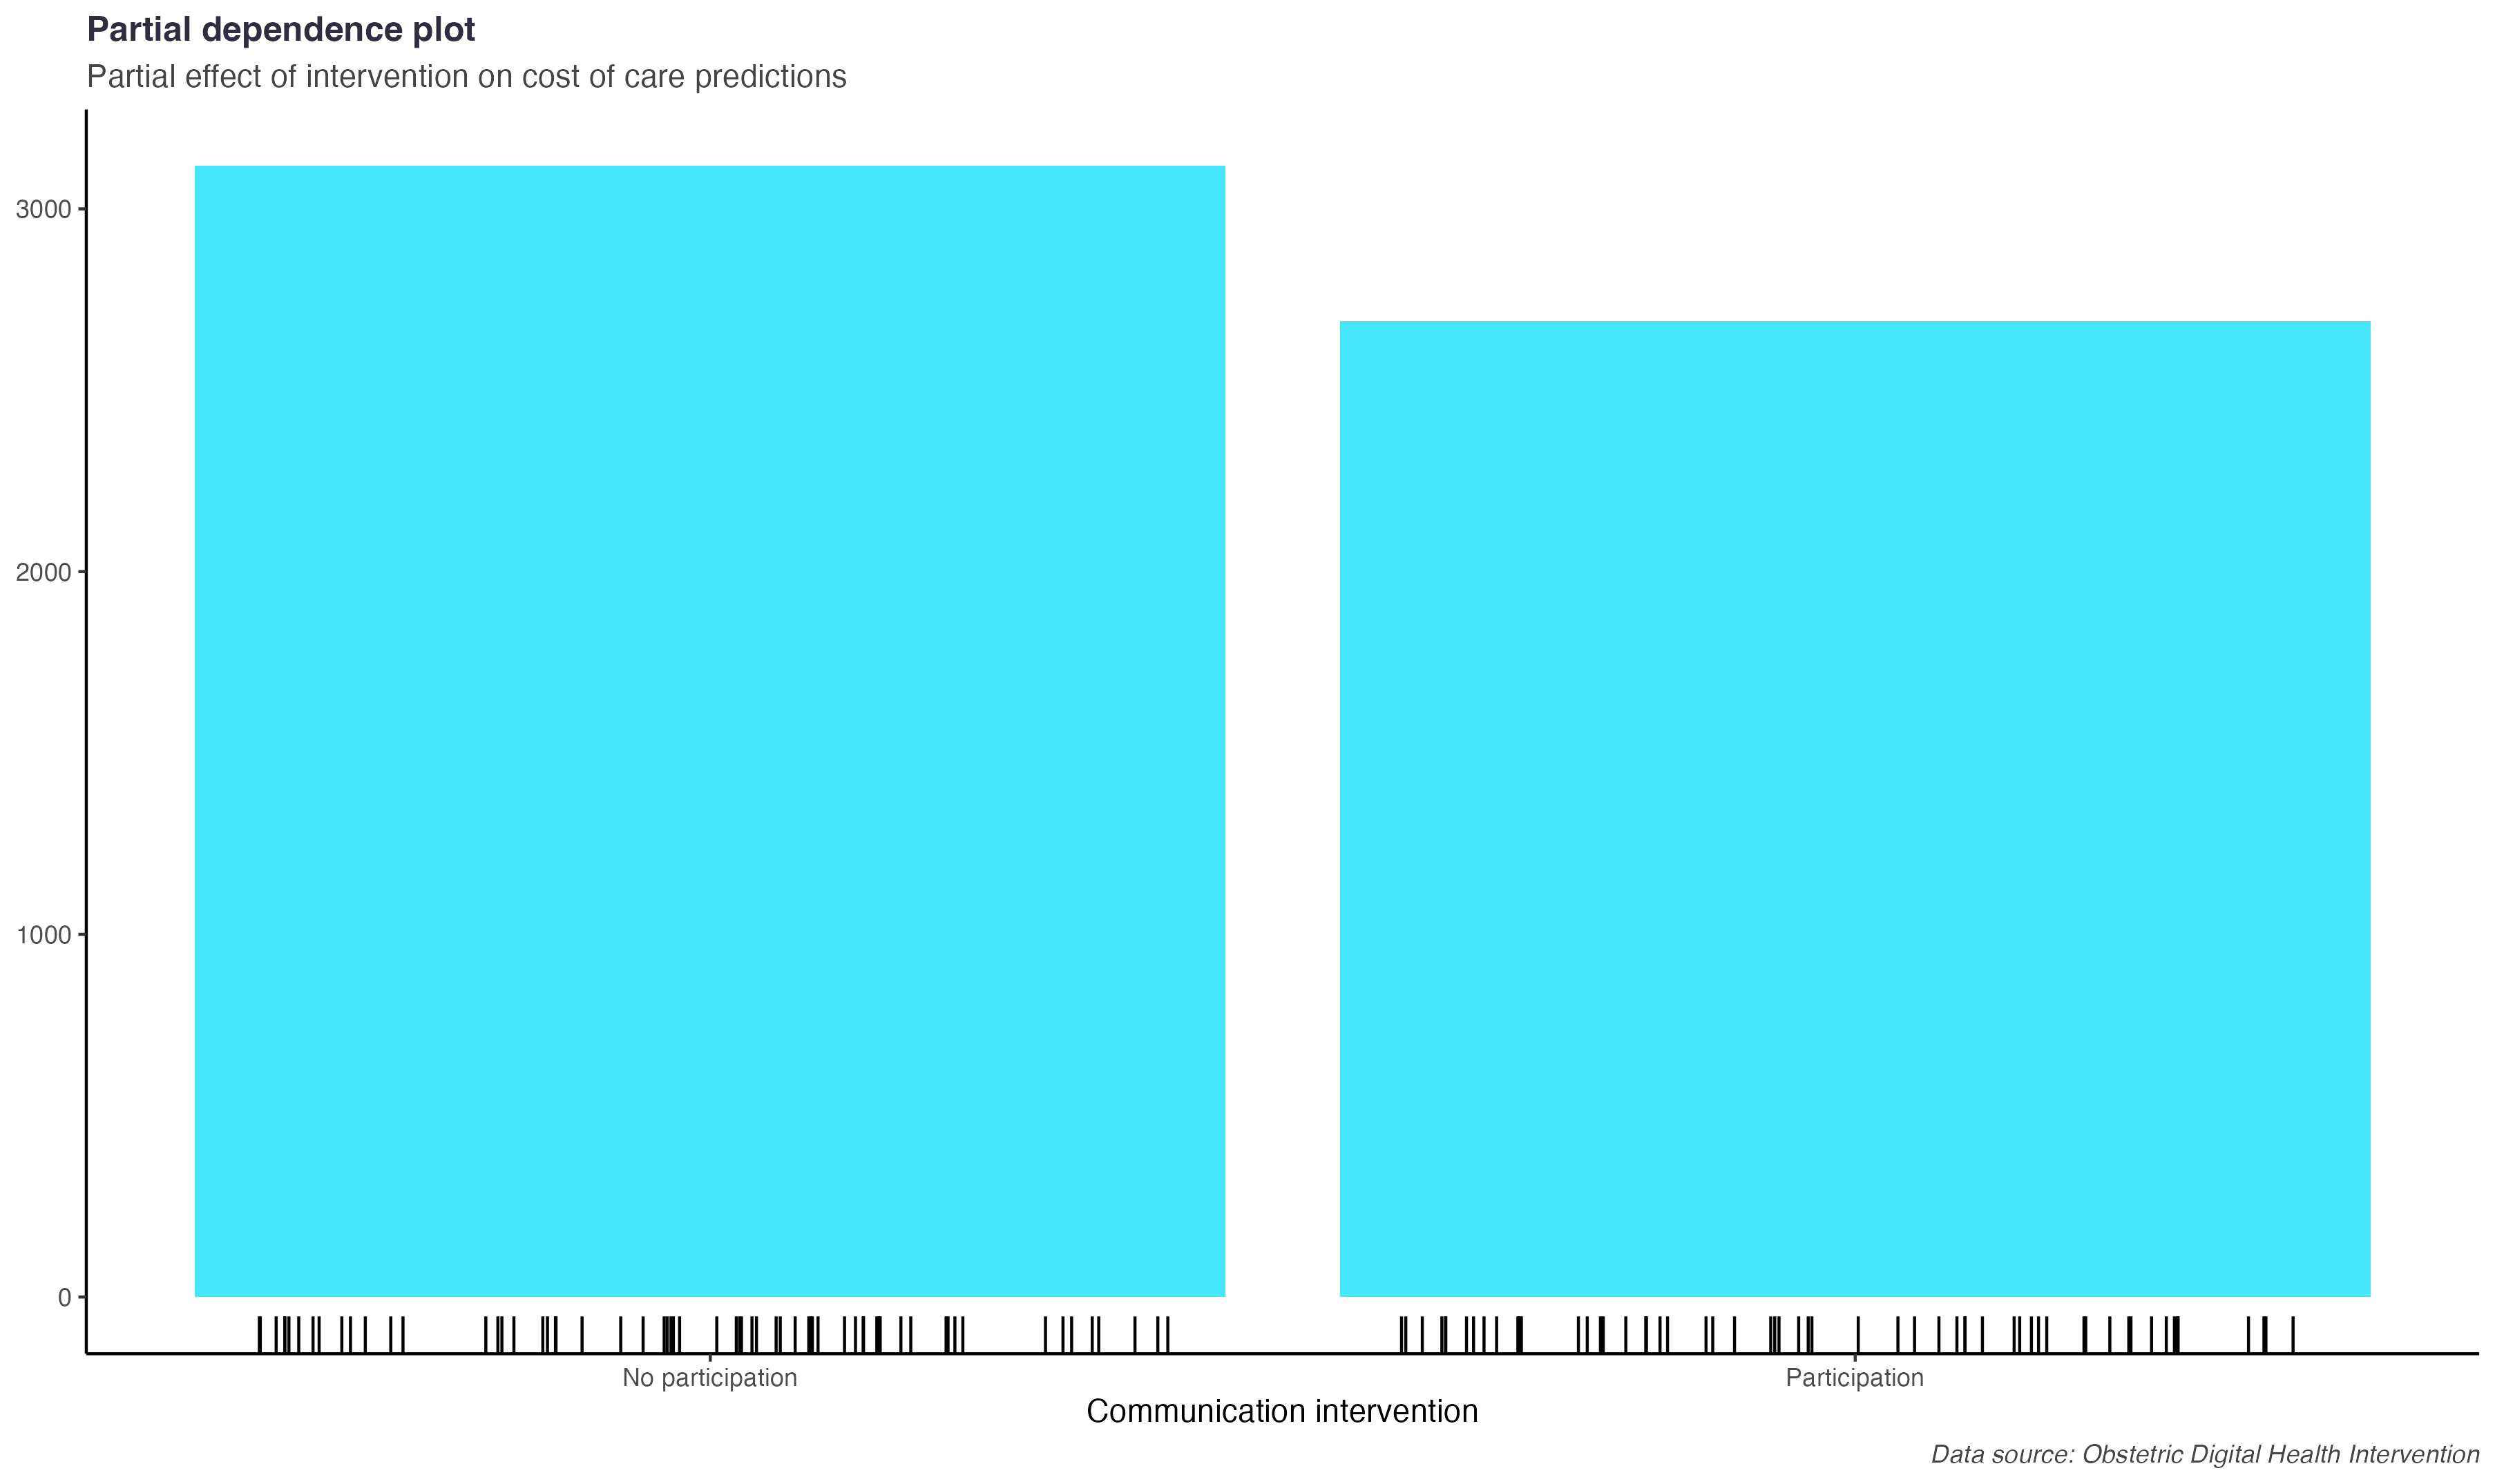 Partial dependence plot
Partial effect of intervention on cost of care predictions
3000
2000
1000
0
No participation
Participation
Communication intervention
Data source: Obstetric Digital Health Intervention